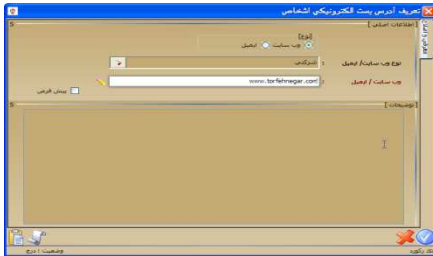 تعریف آدرس پست الکترونیکی اشخاص
[اطلاعات اصلی]
[نوع]
وب سایت ایمیل
نوع وب سایت/ ایمیل : شرکتی
وب سایت / ایمیل : www.torfehnegar.com
پیش فرض
[توضیحات]
وضعیت : درج